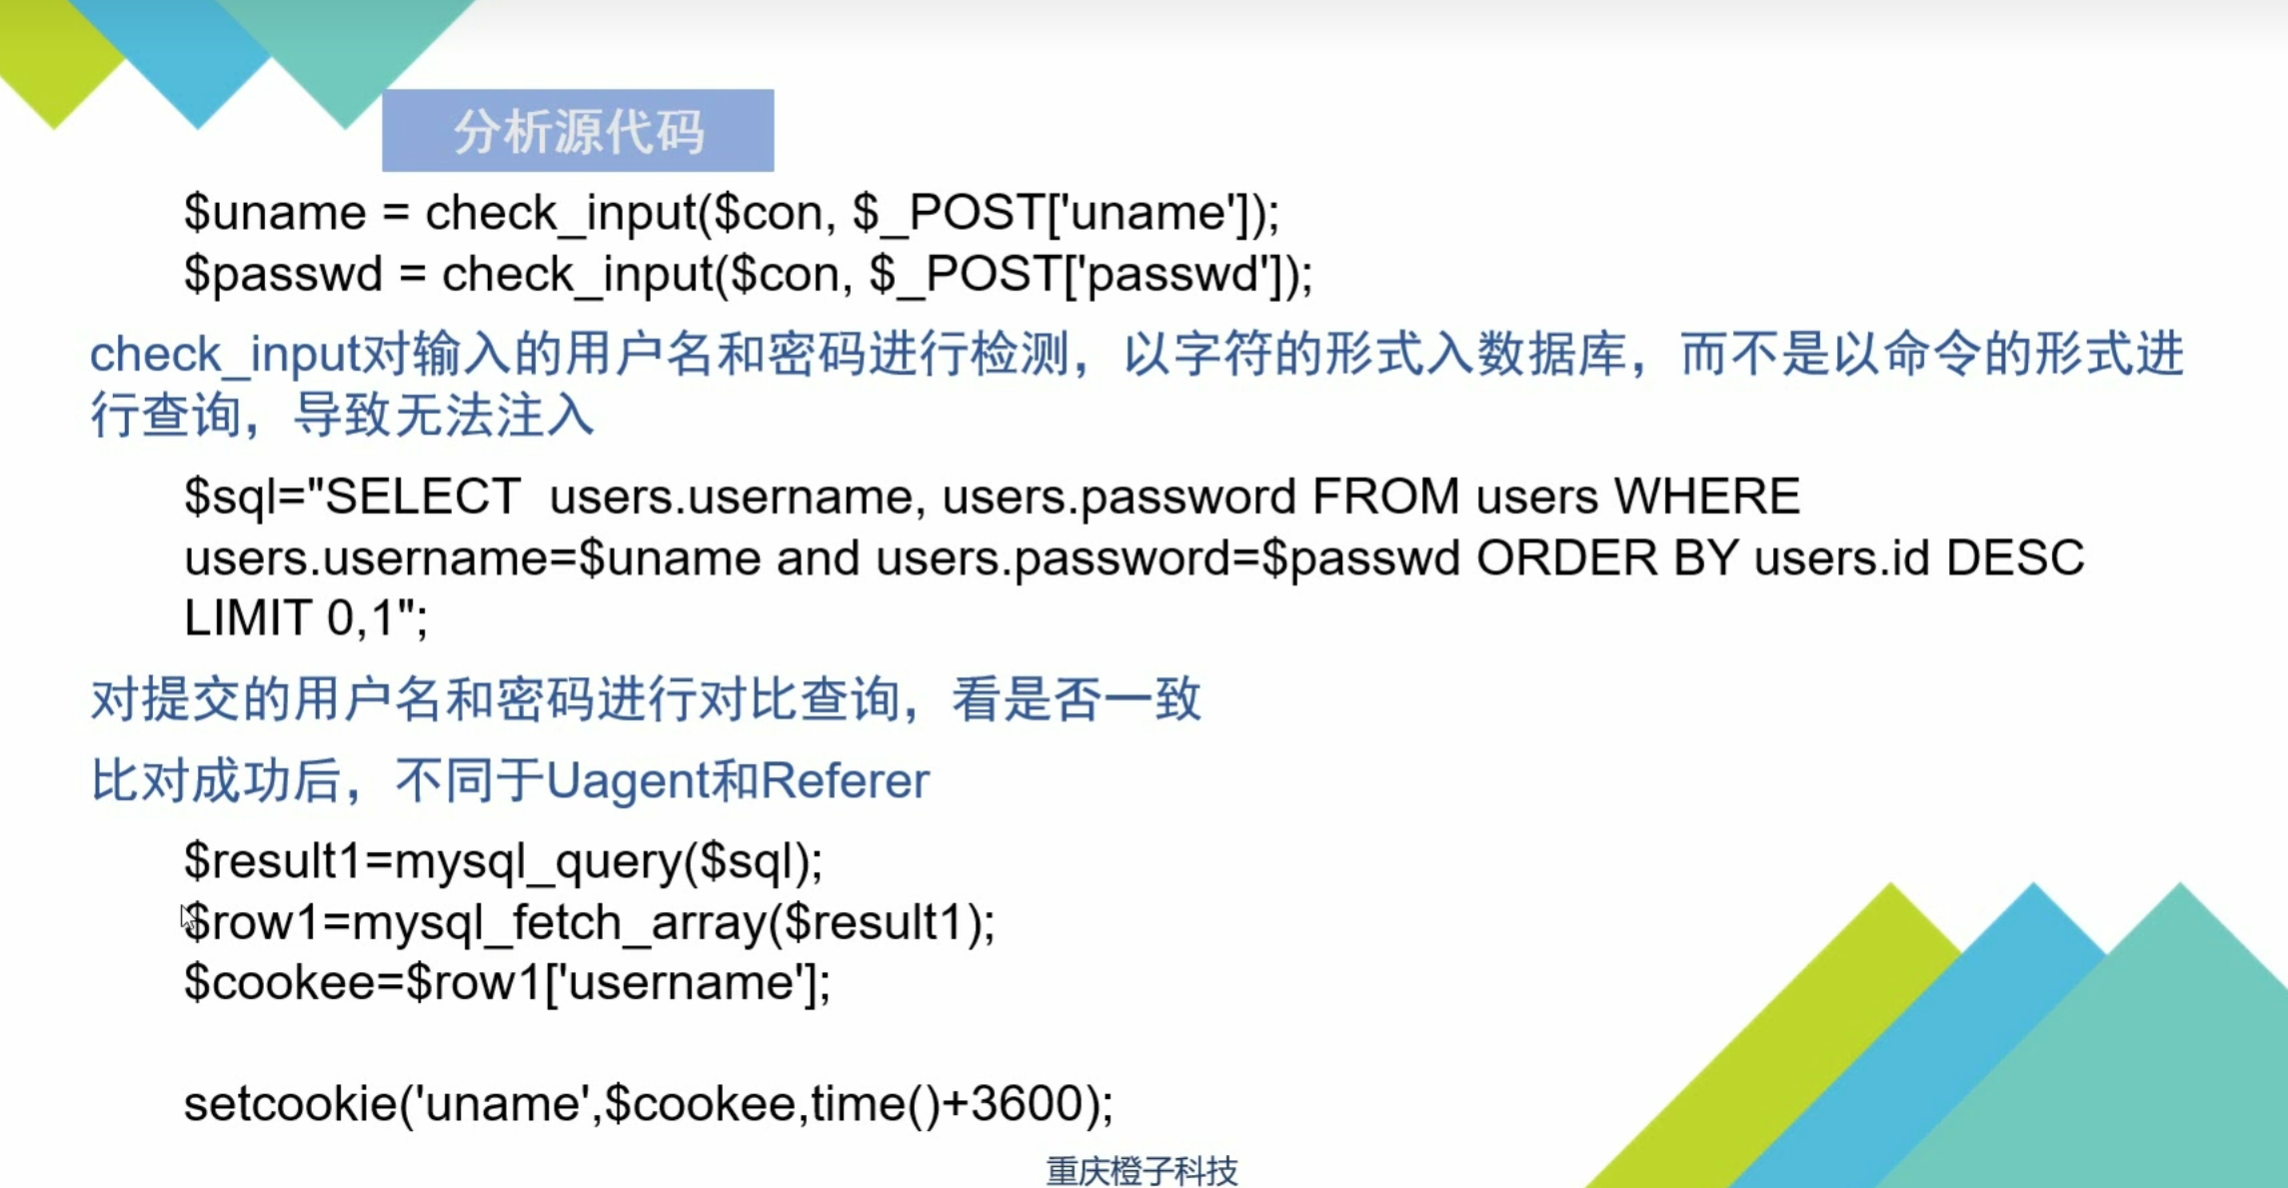 分析源代码
$uname = check_input($con, $_POST['uname']);
$passwd = check_input($con, $_POST['passwd']);
check_input对输入的用户名和密码进行检测，以字符的形式入数据库，而不是以命令的形式进
行查询，导致无法注入
$sql="SELECT  users.username, users.password FROM users WHERE
users.username=$uname and users.password=$passwd ORDER BY users.id DESC
LIMIT 0,1";
对提交的用户名和密码进行对比查询，看是否一致
比对成功后，不同于Uagent和Referer
$result1=mysql_query($sql);
$row1=mysql_fetch_array($result1);
$cookee=$row1['username'];
setcookie('uname',$cookee,time()+3600);
重庆橙子科技